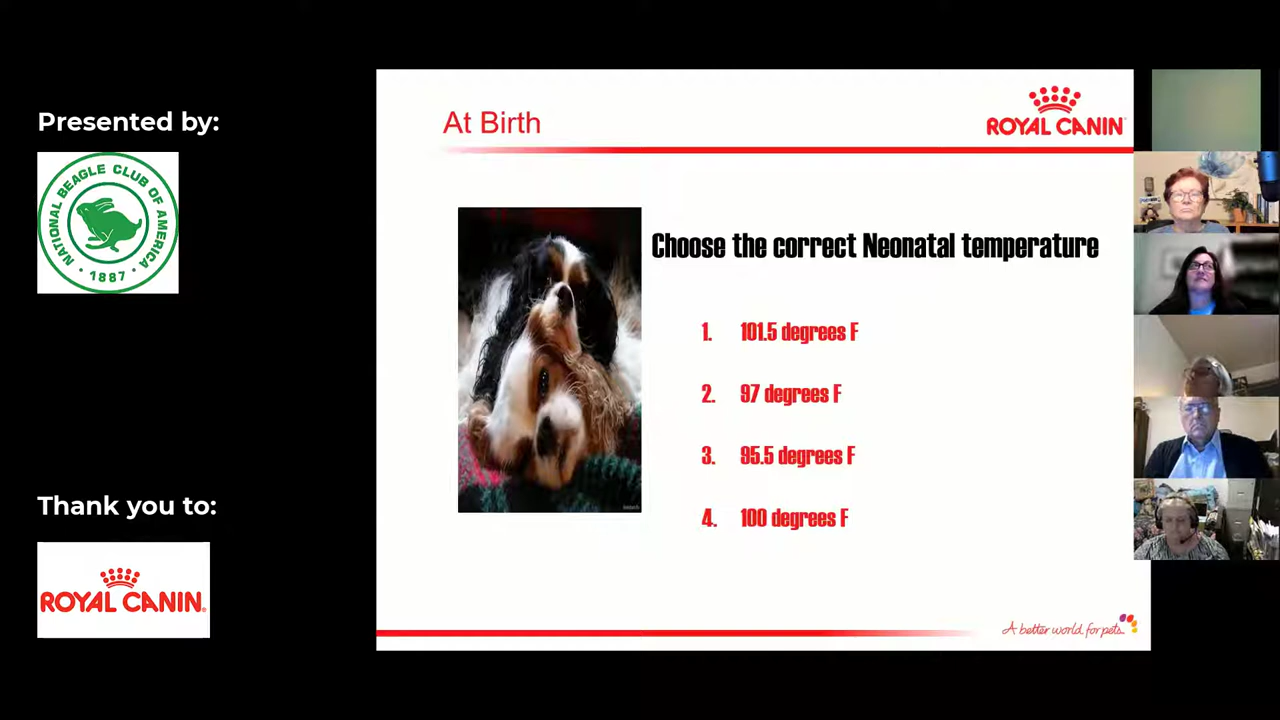 Presented by:
NATIONAL BEAGLE CLUB OF AMERICA
· 1887 ·
Thank you to:
ROYAL CANIN
At Birth
ROYAL CANIN
Choose the correct Neonatal temperature
1. 101.5 degrees F
2. 97 degrees F
3. 95.5 degrees F
4. 100 degrees F
A better world for pets